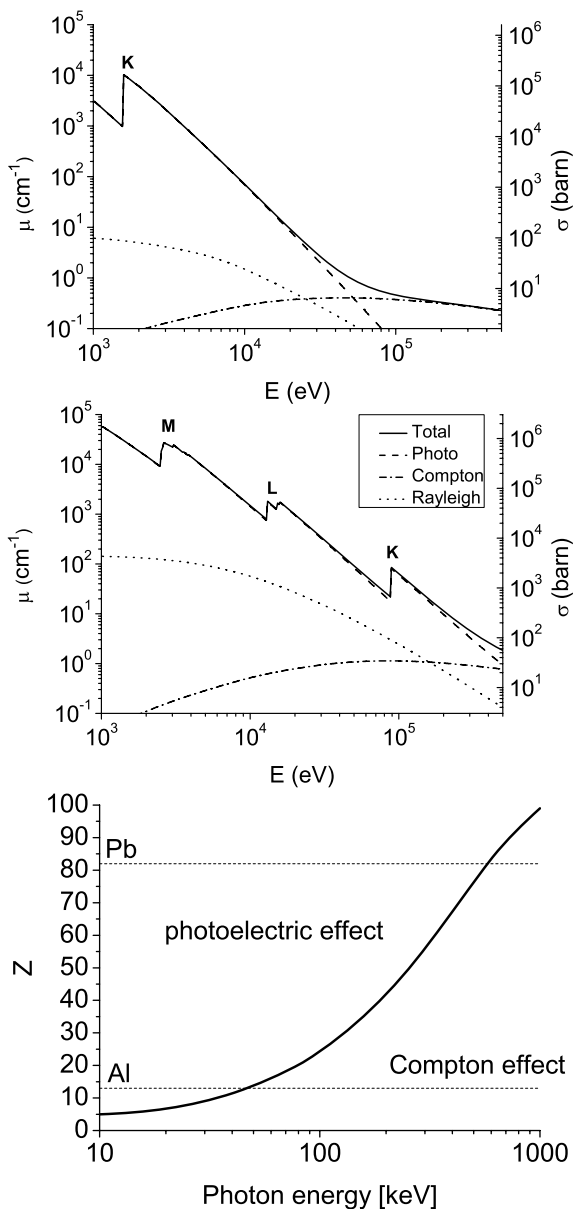 10^5
10^4
10^3
10^2
10^1
10^0
10^-1
μ (cm^-1)
K
10^6
10^5
10^4
10^3
10^2
10^1
σ (barn)
10^3
10^4
10^5
E (eV)
10^5
10^4
10^3
10^2
10^1
10^0
10^-1
μ (cm^-1)
M
L
K
Total
Photo
Compton
Rayleigh
10^6
10^5
10^4
10^3
10^2
10^1
σ (barn)
10^3
10^4
10^5
E (eV)
100
90
80
70
60
50
40
30
20
10
0
Z
Pb
photoelectric effect
Al
Compton effect
10
100
1000
Photon energy [keV]